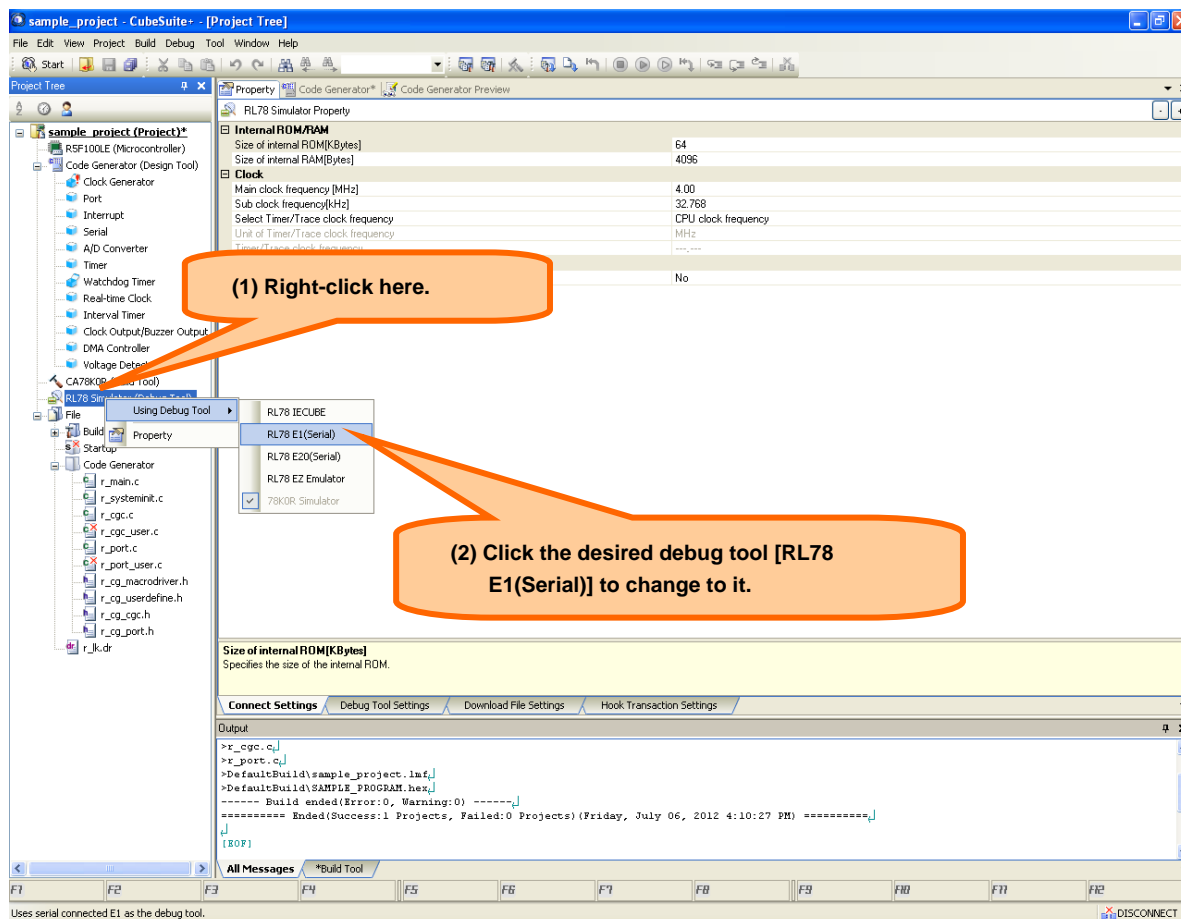 sample_project - CubeSuite+ - [Project Tree]
File Edit View Project Build Debug Tool Window Help
Start
Project Tree
Property Code Generator* Code Generator Preview
RL78 Simulator Property
sample_project (Project)*
R5F100LE (Microcontroller)
Code Generator (Design Tool)
Clock Generator
Port
Interrupt
Serial
A/D Converter
Timer
Watchdog Timer
Real-time Clock
Interval Timer
Clock Output/Buzzer Output
DMA Controller
Voltage
RL78
File
Build
Startup
Code Generator
r_main.c
r_systeminit.c
r_cgc.c
r_cgc_user.c
r_port.c
r_port_user.c
r_cg_macrodriver.h
r_cg_userdefine.h
r_cg_cgc.h
r_cg_port.h
r_lk.dr
Internal ROM/RAM
Size of internal ROM[KBytes] 64
Size of internal RAM[Bytes] 4096
Clock
Main clock frequency [MHz] 4.00
Sub clock frequency[kHz] 32.768
Select Timer/Trace clock frequency CPU clock frequency
Unit of Timer/Trace clock frequency MHz
Timer/Trace clock frequency ---.---
No
(1) Right-click here.
Using Debug Tool
Property
RL78 IECUBE
RL78 E1(Serial)
RL78 E20(Serial)
RL78 EZ Emulator
78K0R Simulator
(2) Click the desired debug tool [RL78
E1(Serial)] to change to it.
Size of internal ROM[KBytes]
Specifies the size of the internal ROM.
Connect Settings Debug Tool Settings Download File Settings Hook Transaction Settings
Output
>r_cgc.c
>r_port.c
>DefaultBuild\sample_project.lmf
>DefaultBuild\SAMPLE_PROGRAM.hex
------ Build ended(Error:0, Warning:0) ------
========== Ended(Success:1 Projects, Failed:0 Projects)(Friday, July 06, 2012 4:10:27 PM) ==========
[EOF]
All Messages *Build Tool
F1 F2 F3 F4 F5 F6 F7 F8 F9 F10 F11 F12
Uses serial connected E1 as the debug tool. DISCONNECT